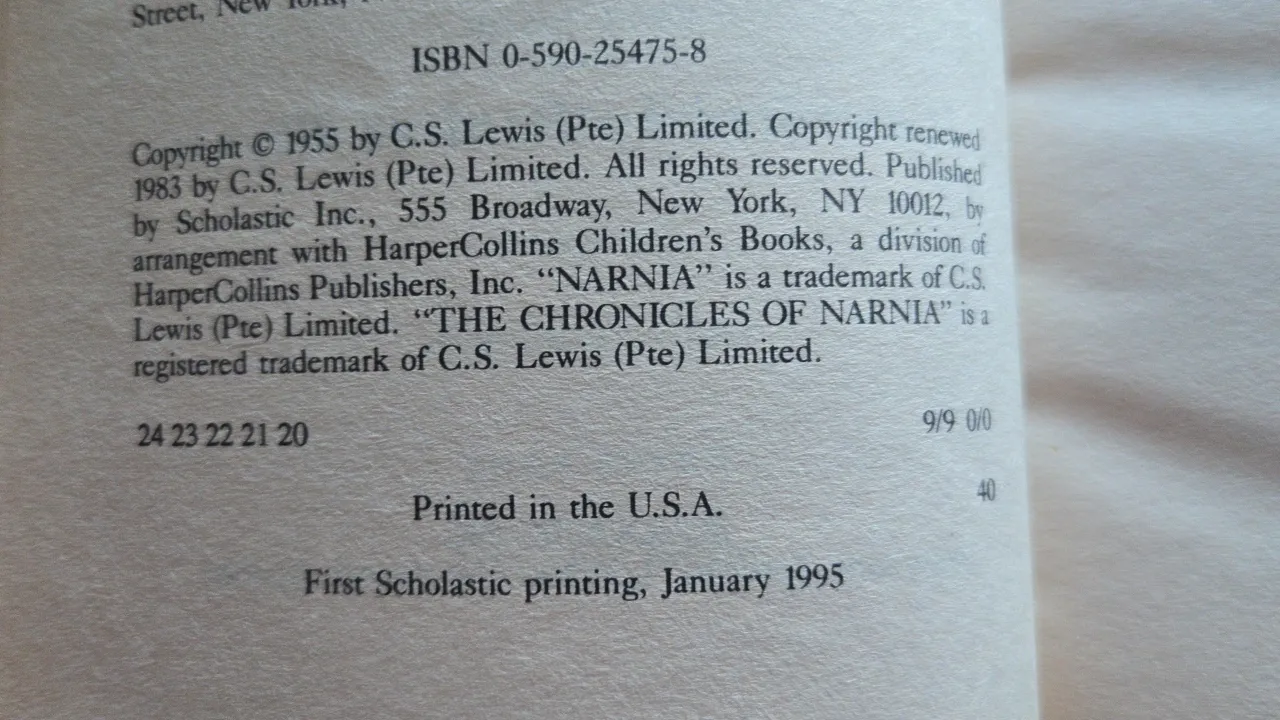 Street, New York,
ISBN 0-590-25475-8
Copyright © 1955 by C.S. Lewis (Pte) Limited. Copyright renewed
1983 by C.S. Lewis (Pte) Limited. All rights reserved. Published
by Scholastic Inc., 555 Broadway, New York, NY 10012, by
arrangement with HarperCollins Children's Books, a division of
HarperCollins Publishers, Inc. “NARNIA” is a trademark of C.S.
Lewis (Pte) Limited. “THE CHRONICLES OF NARNIA” is a
registered trademark of C.S. Lewis (Pte) Limited.
24 23 22 21 20 9/9 0/0
40
Printed in the U.S.A.
First Scholastic printing, January 1995